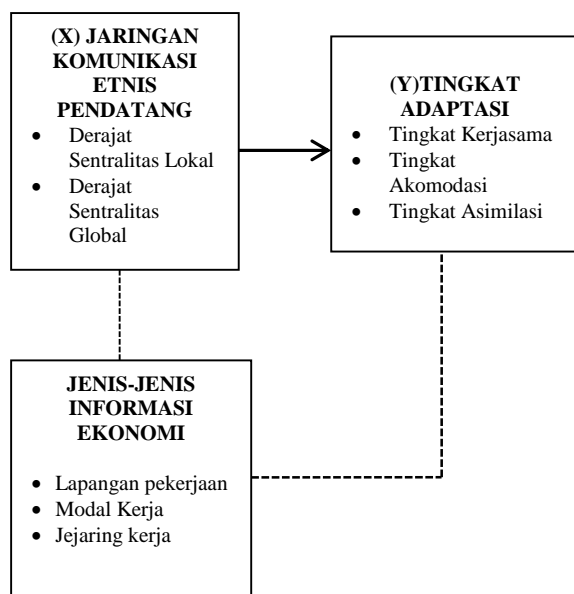 (X) JARINGAN
KOMUNIKASI
ETNIS
PENDATANG
• Derajat
Sentralitas Lokal
• Derajat
Sentralitas
Global
(Y)TINGKAT
ADAPTASI
• Tingkat Kerjasama
• Tingkat
Akomodasi
• Tingkat Asimilasi
JENIS-JENIS
INFORMASI
EKONOMI
• Lapangan pekerjaan
• Modal Kerja
• Jejaring kerja